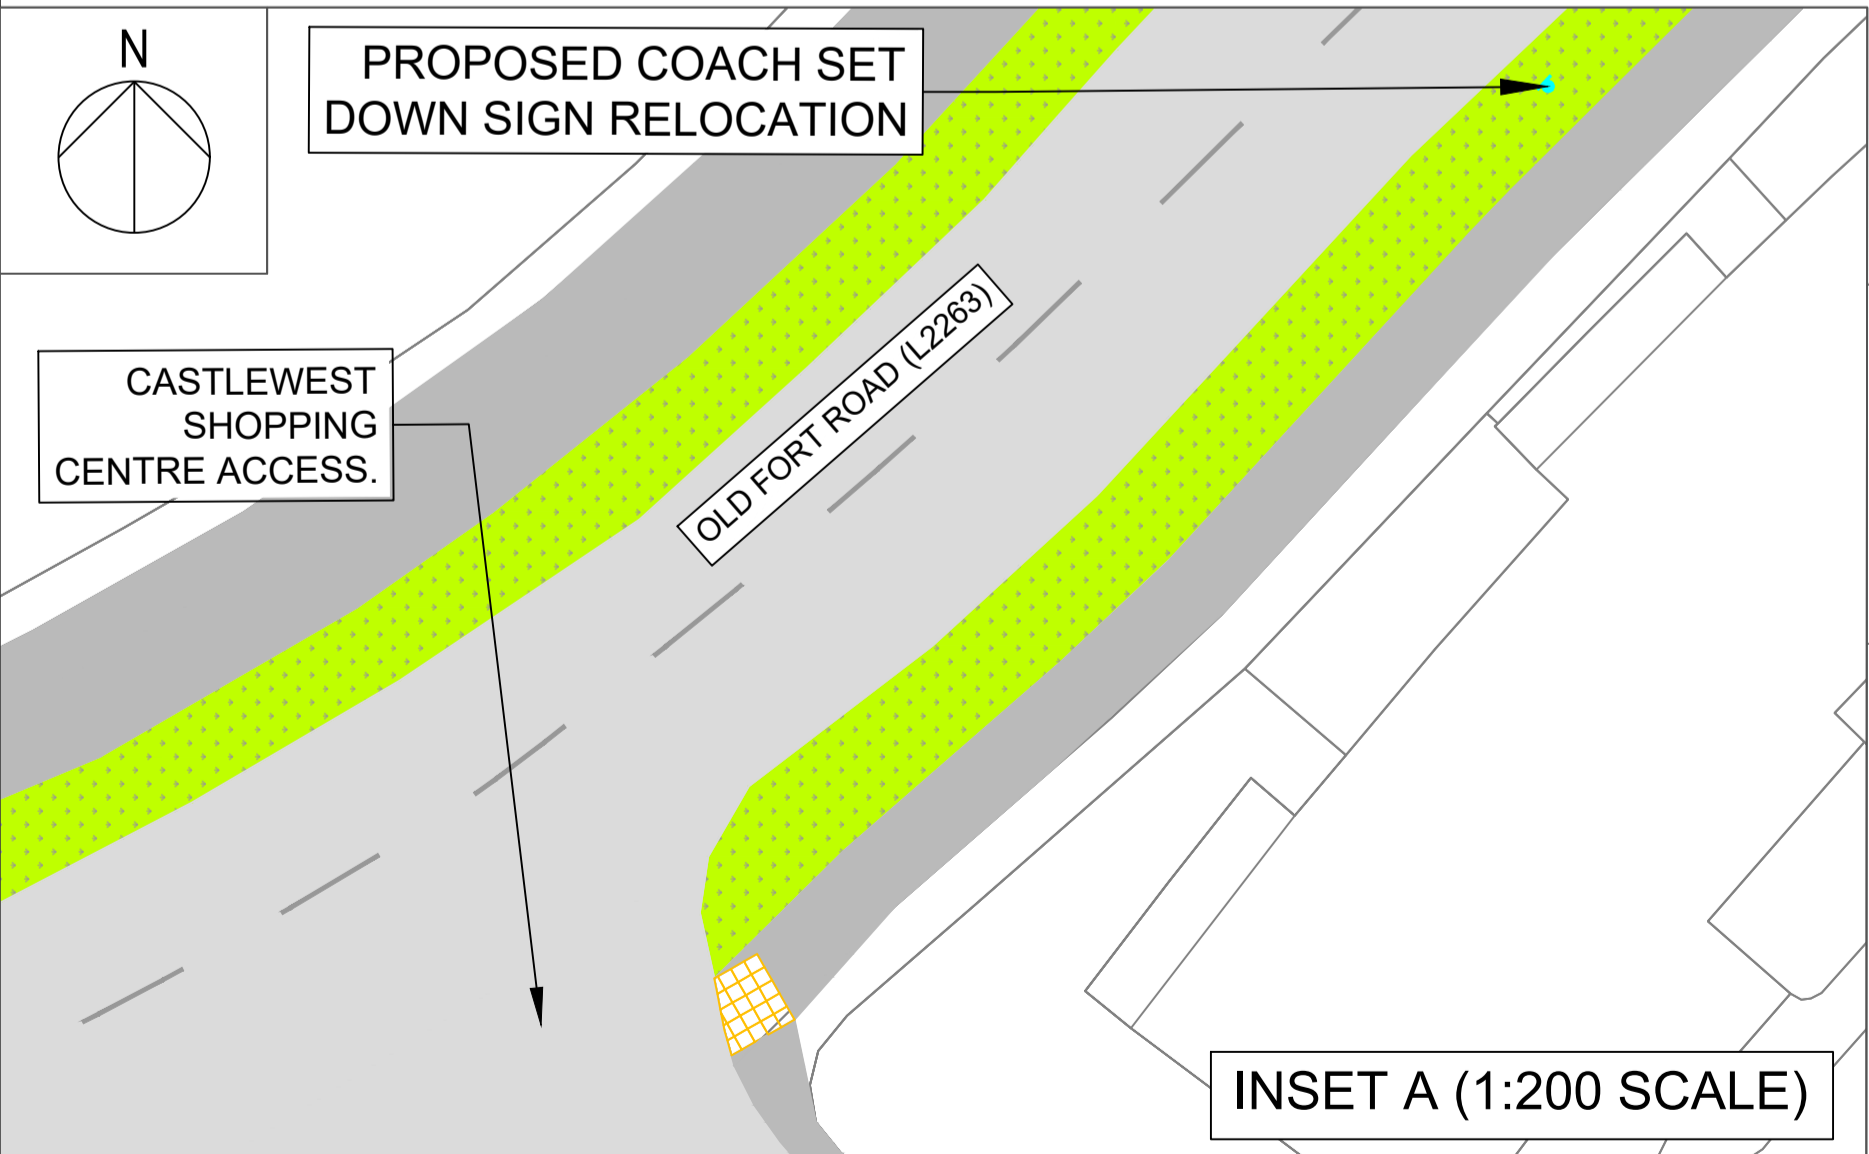 N
PROPOSED COACH SET
DOWN SIGN RELOCATION
CASTLEWEST
SHOPPING
CENTRE ACCESS.
OLD FORT ROAD (L2263)
INSET A (1:200 SCALE)